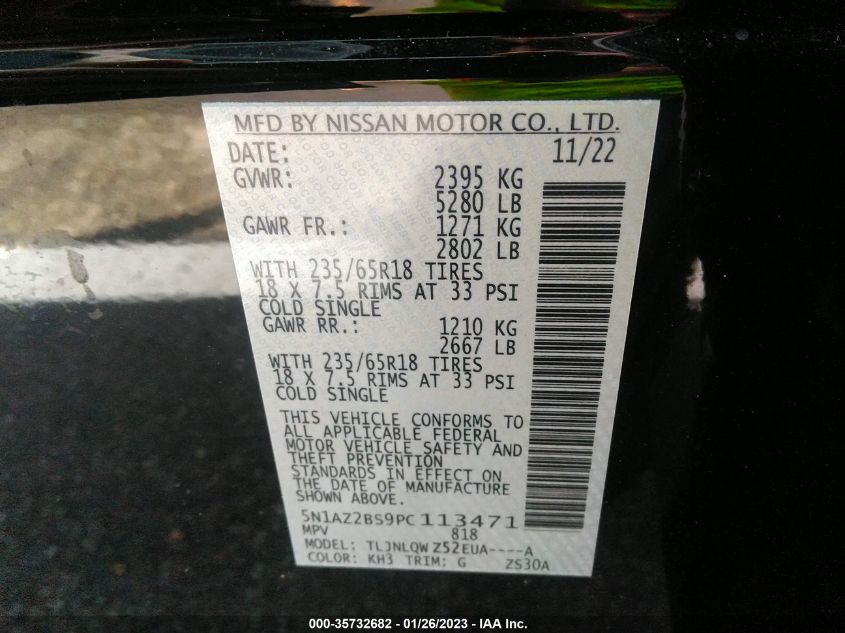 MFD BY NISSAN MOTOR CO., LTD.
DATE: 11/22
GVWR: 2395 KG
5280 LB
GAWR FR.: 1271 KG
2802 LB
WITH 235/65R18 TIRES
18 X 7.5 RIMS AT 33 PSI
COLD SINGLE
GAWR RR.: 1210 KG
2667 LB
WITH 235/65R18 TIRES
18 X 7.5 RIMS AT 33 PSI
COLD SINGLE
THIS VEHICLE CONFORMS TO
ALL APPLICABLE FEDERAL
MOTOR VEHICLE SAFETY AND
THEFT PREVENTION
STANDARDS IN EFFECT ON
THE DATE OF MANUFACTURE
SHOWN ABOVE.
5N1AZ2BS9PC113471
MPV 818
MODEL: TLJNLQW Z52EUA----A
COLOR: KH3 TRIM: G ZS30A
000-35732682 - 01/26/2023 - IAA Inc.